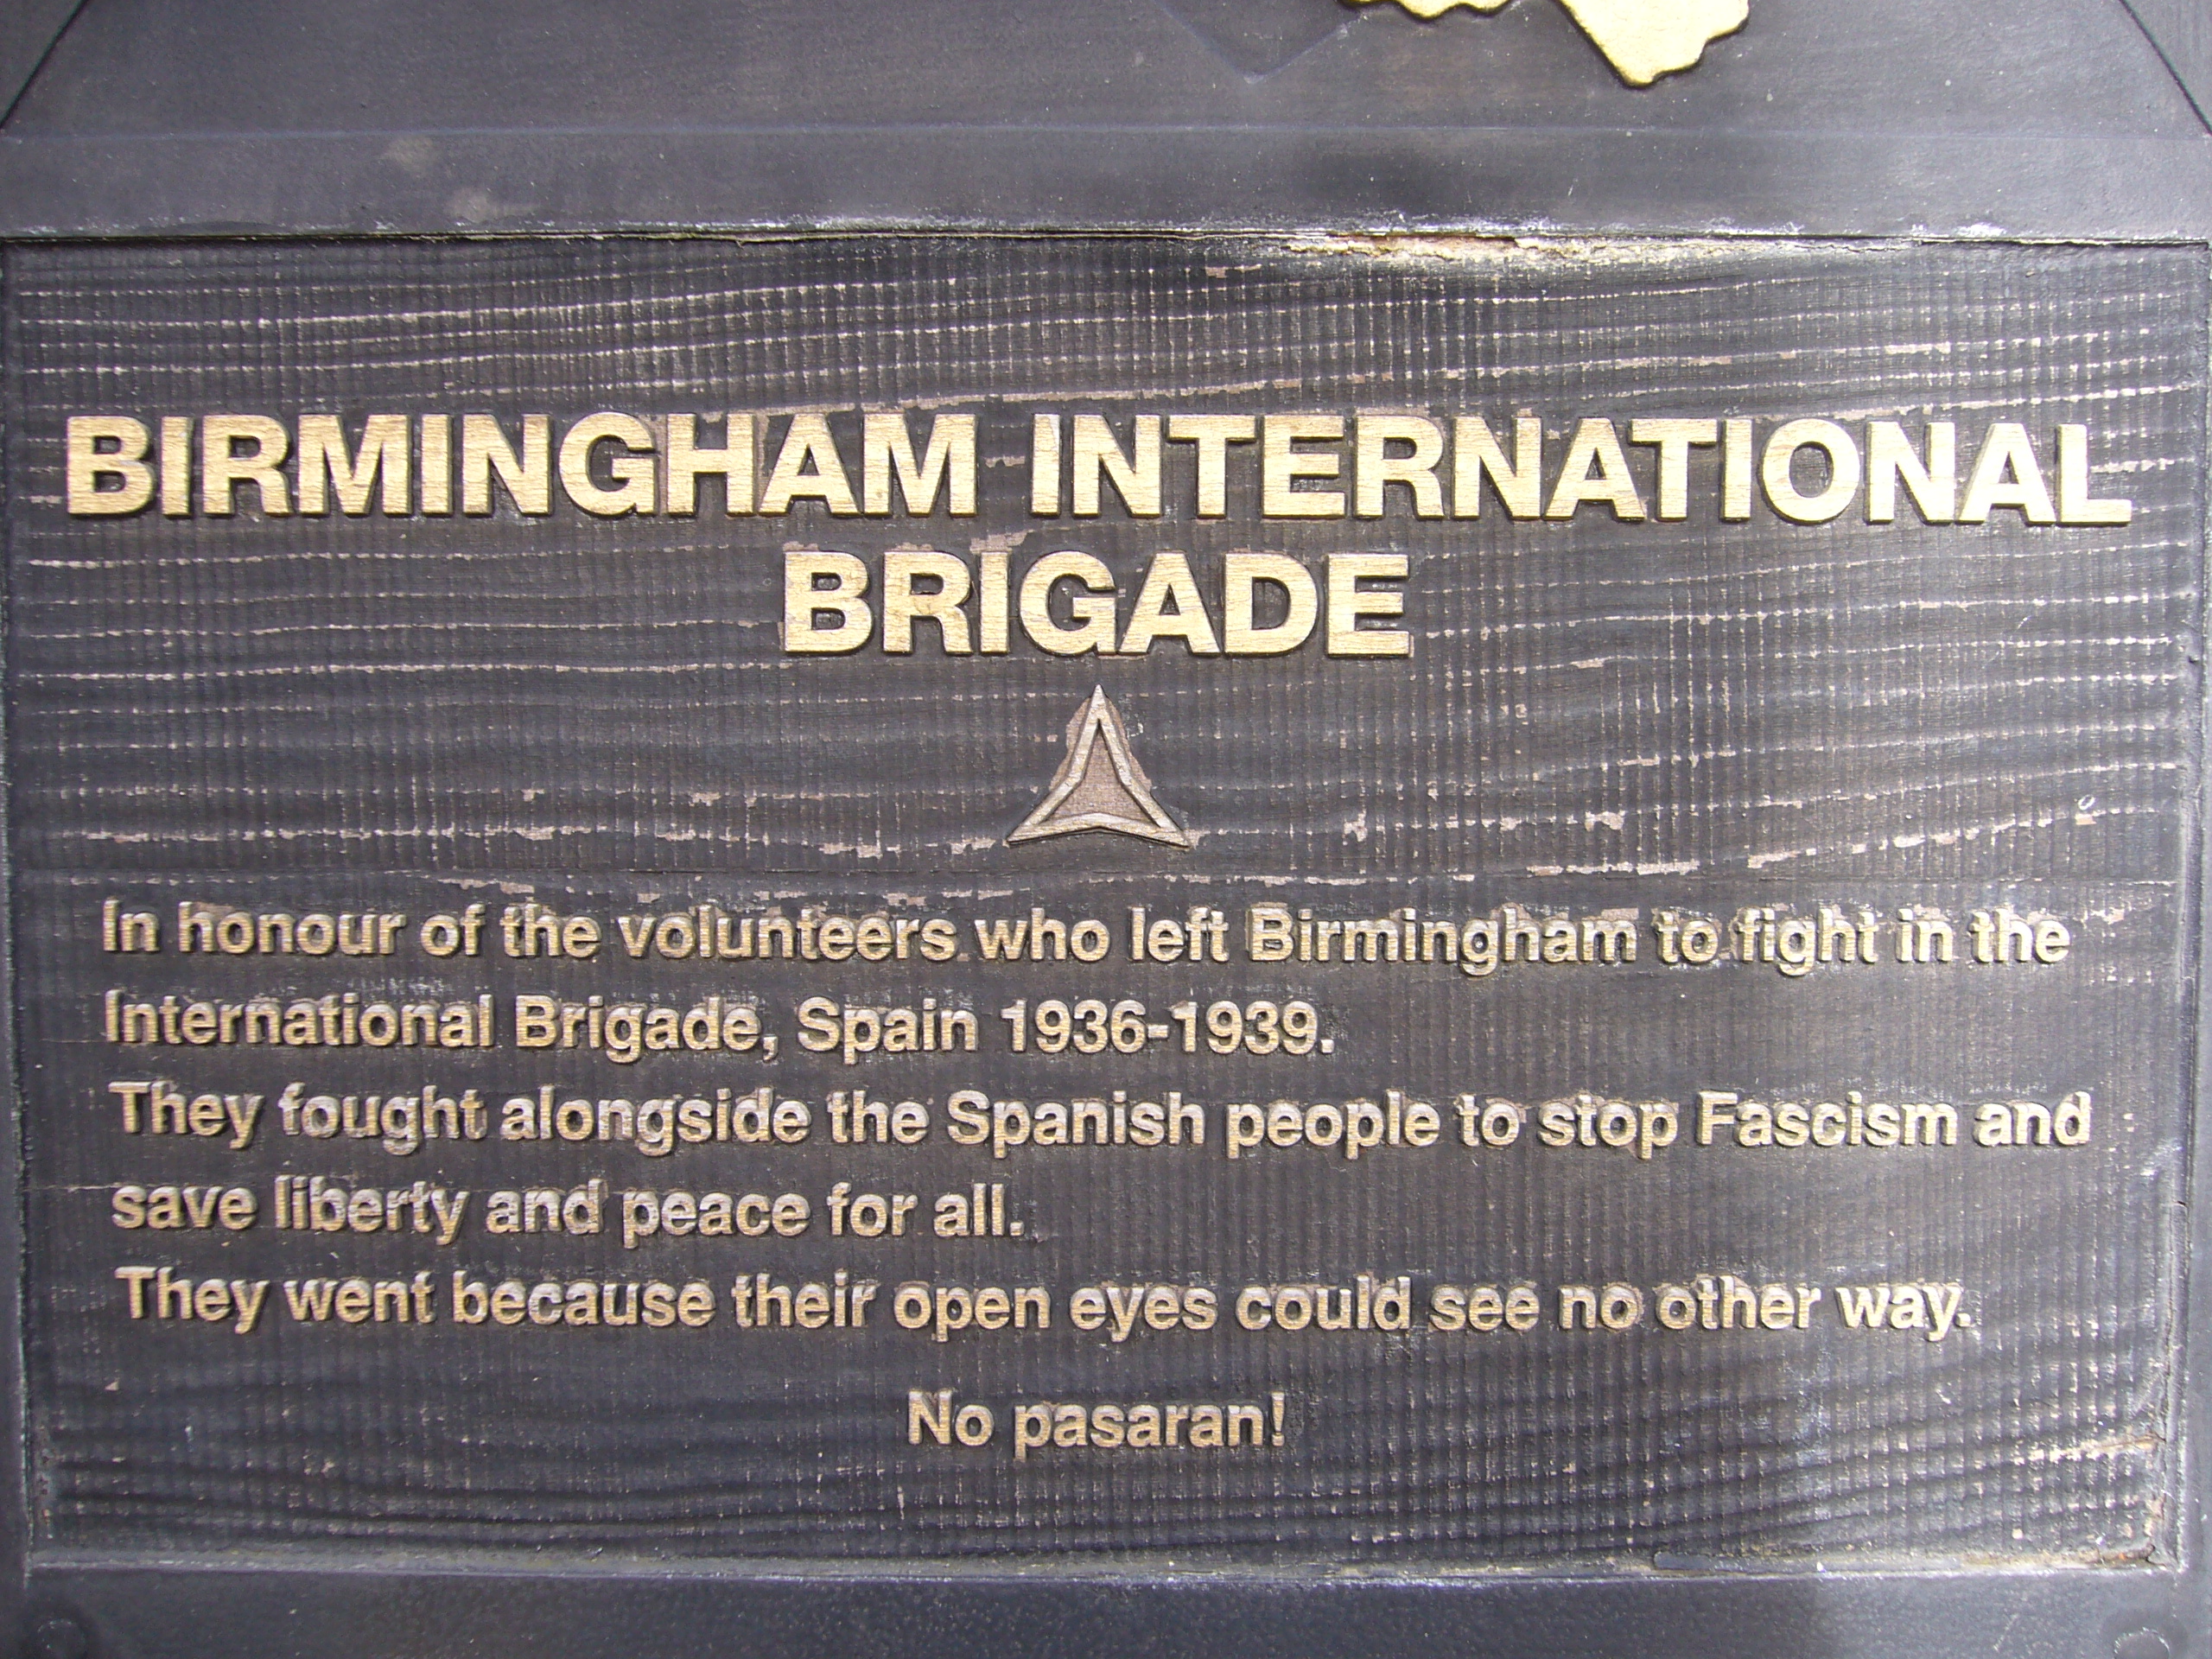 BIRMINGHAM INTERNATIONAL
BRIGADE
In honour of the volunteers who left Birmingham to fight in the
International Brigade, Spain 1936-1939.
They fought alongside the Spanish people to stop Fascism and
save liberty and peace for all.
They went because their open eyes could see no other way.
No pasaran!